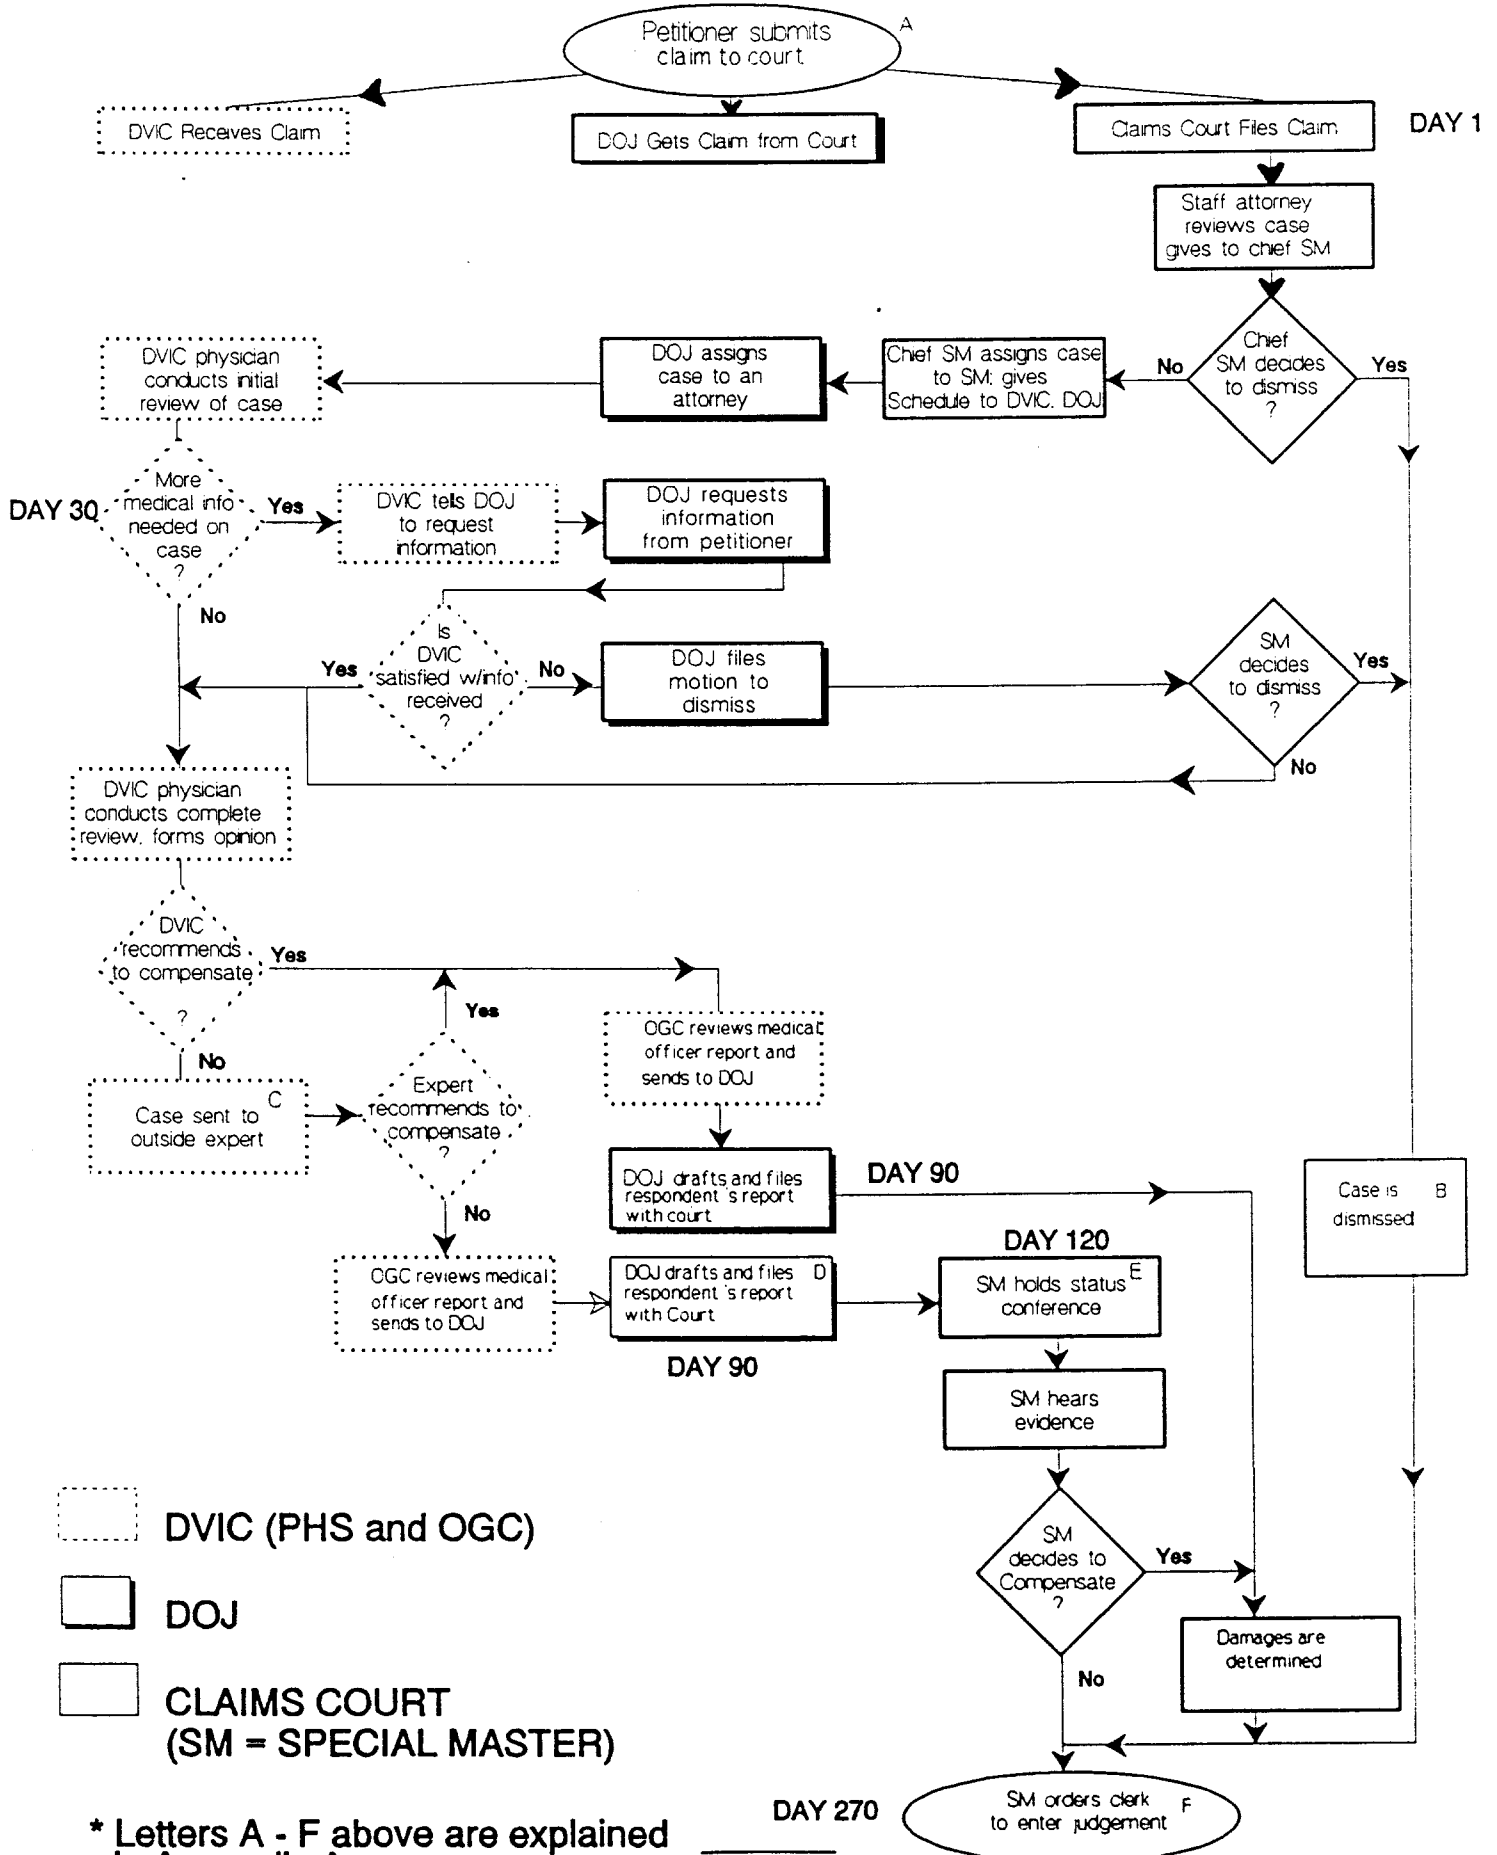 Petitioner submits
claim to court
A
DVIC Receives Claim
DOJ Gets Claim from Court
Claims Court Files Claim
DAY 1
Staff attorney
reviews case
gives to chief SM
DVIC physician
conducts initial
review of case
DOJ assigns
case to an
attorney
Chief SM assigns case
to SM; gives
Schedule to DVIC, DOJ
No
Chief
SM decides
to dismiss
?
Yes
DAY 30
More
medical info
needed on
case
?
Yes
DVIC tells DOJ
to request
information
DOJ requests
information
from petitioner
No
Yes
Is
DVIC
satisfied w/info
received
?
No
DOJ files
motion to
dismiss
SM
decides
to dismiss
?
Yes
No
DVIC physician
conducts complete
review, forms opinion
DVIC
recommends
to compensate
?
Yes
Yes
No
OGC reviews medical
officer report and
sends to DOJ
Case sent to
outside expert
C
Expert
recommends to
compensate
?
No
DOJ drafts and files
respondent's report
with court
DAY 90
Case is
dismissed
B
OGC reviews medical
officer report and
sends to DOJ
DOJ drafts and files
respondent's report
with Court
D
DAY 90
DAY 120
SM holds status
conference
E
SM hears
evidence
SM
decides to
Compensate
?
Yes
No
Damages are
determined
DVIC (PHS and OGC)
DOJ
CLAIMS COURT
(SM = SPECIAL MASTER)
DAY 270
SM orders clerk
to enter judgement
F
* Letters A - F above are explained